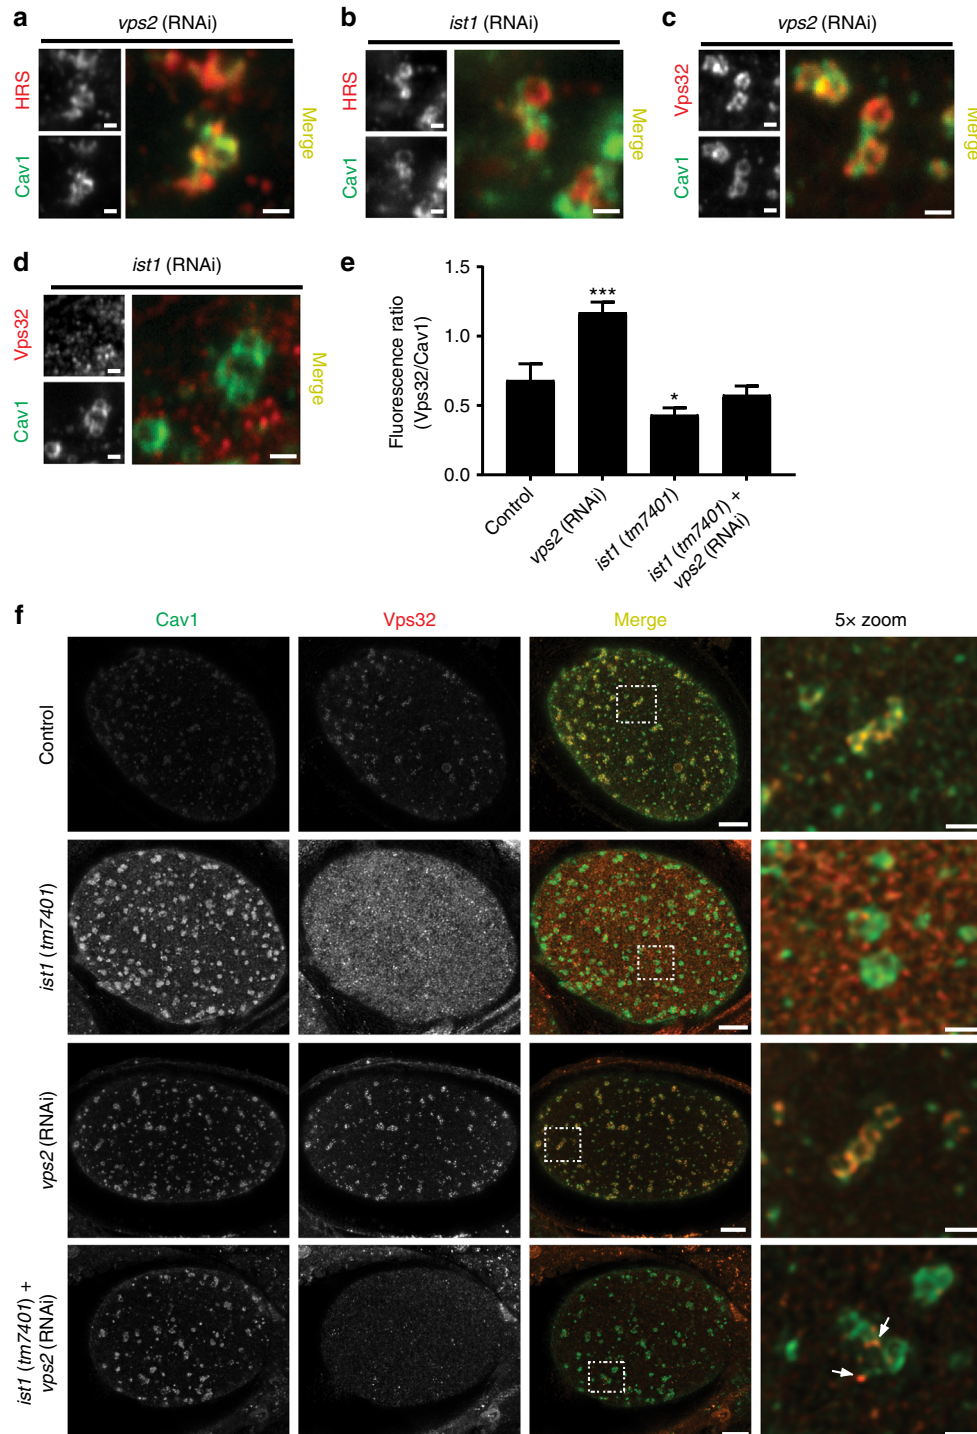 a
vps2 (RNAi)
HRS
Cav1
Merge
b
ist1 (RNAi)
HRS
Cav1
Merge
c
vps2 (RNAi)
Vps32
Cav1
Merge
d
ist1 (RNAi)
Vps32
Cav1
Merge
e
Fluorescence ratio
(Vps32/Cav1)
1.5
1.0
0.5
0.0
***
*
Control
vps2 (RNAi)
ist1 (tm7401)
ist1 (tm7401) +
vps2 (RNAi)
f
Cav1
Vps32
Merge
5× zoom
Control
ist1 (tm7401)
vps2 (RNAi)
ist1 (tm7401) +
vps2 (RNAi)